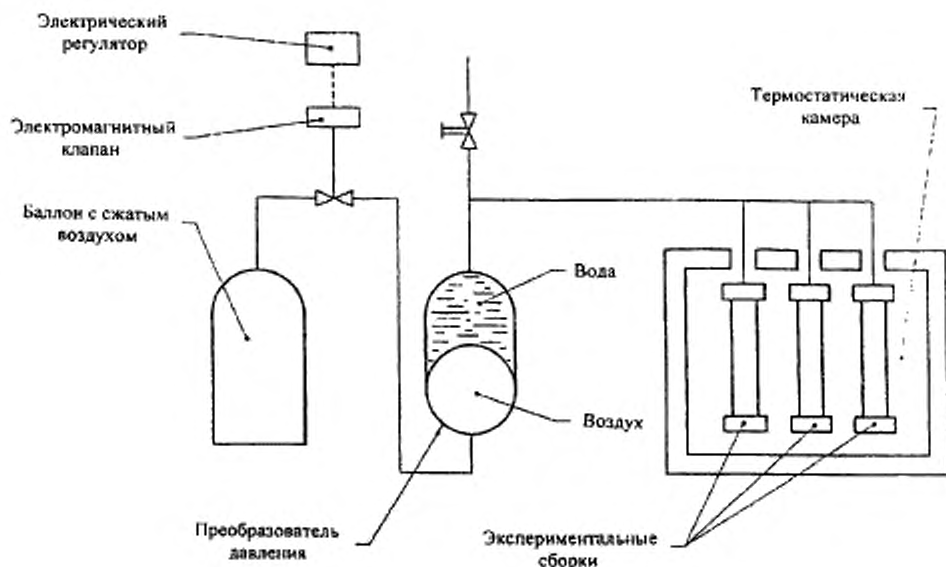 Электрический
регулятор
Электромагнитный
клапан
Баллон с сжатым
воздухом
Термостатическая
камера
Вода
Воздух
Преобразователь
давления
Экспериментальные
сборки